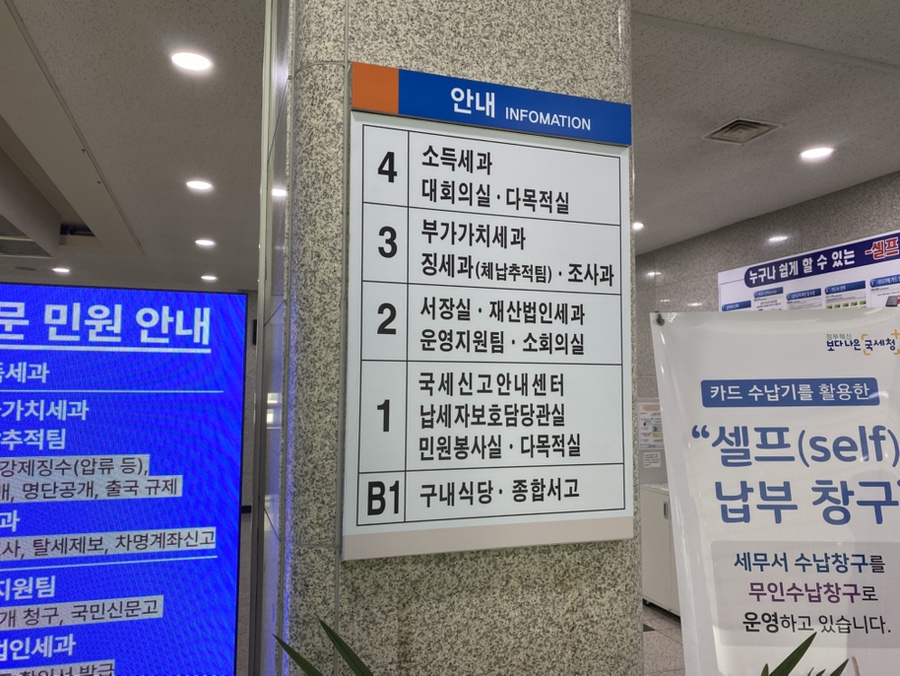 안내 INFOMATION
4
소득세과
대회의실 · 다목적실
3
부가가치세과
징세과(체납추적팀) · 조사과
2
서장실 · 재산법인세과
운영지원팀 · 소회의실
1
국세신고안내센터
납세자보호담당관실
민원봉사실 · 다목적실
B1
구내식당 · 종합서고
민원 안내
가치세과
추적팀
강제징수(압류 등),
명단공개, 출국 규제
탈세제보, 차명계좌신고
지원팀
청구, 국민신문고
법인세과
누구나 쉽게 할 수 있는 -셀프
정부혁신
보다 나은 국세청
카드 수납기를 활용한
“셀프(self)
납부 창구”
세무서 수납창구를
무인수납창구로
운영하고 있습니다.